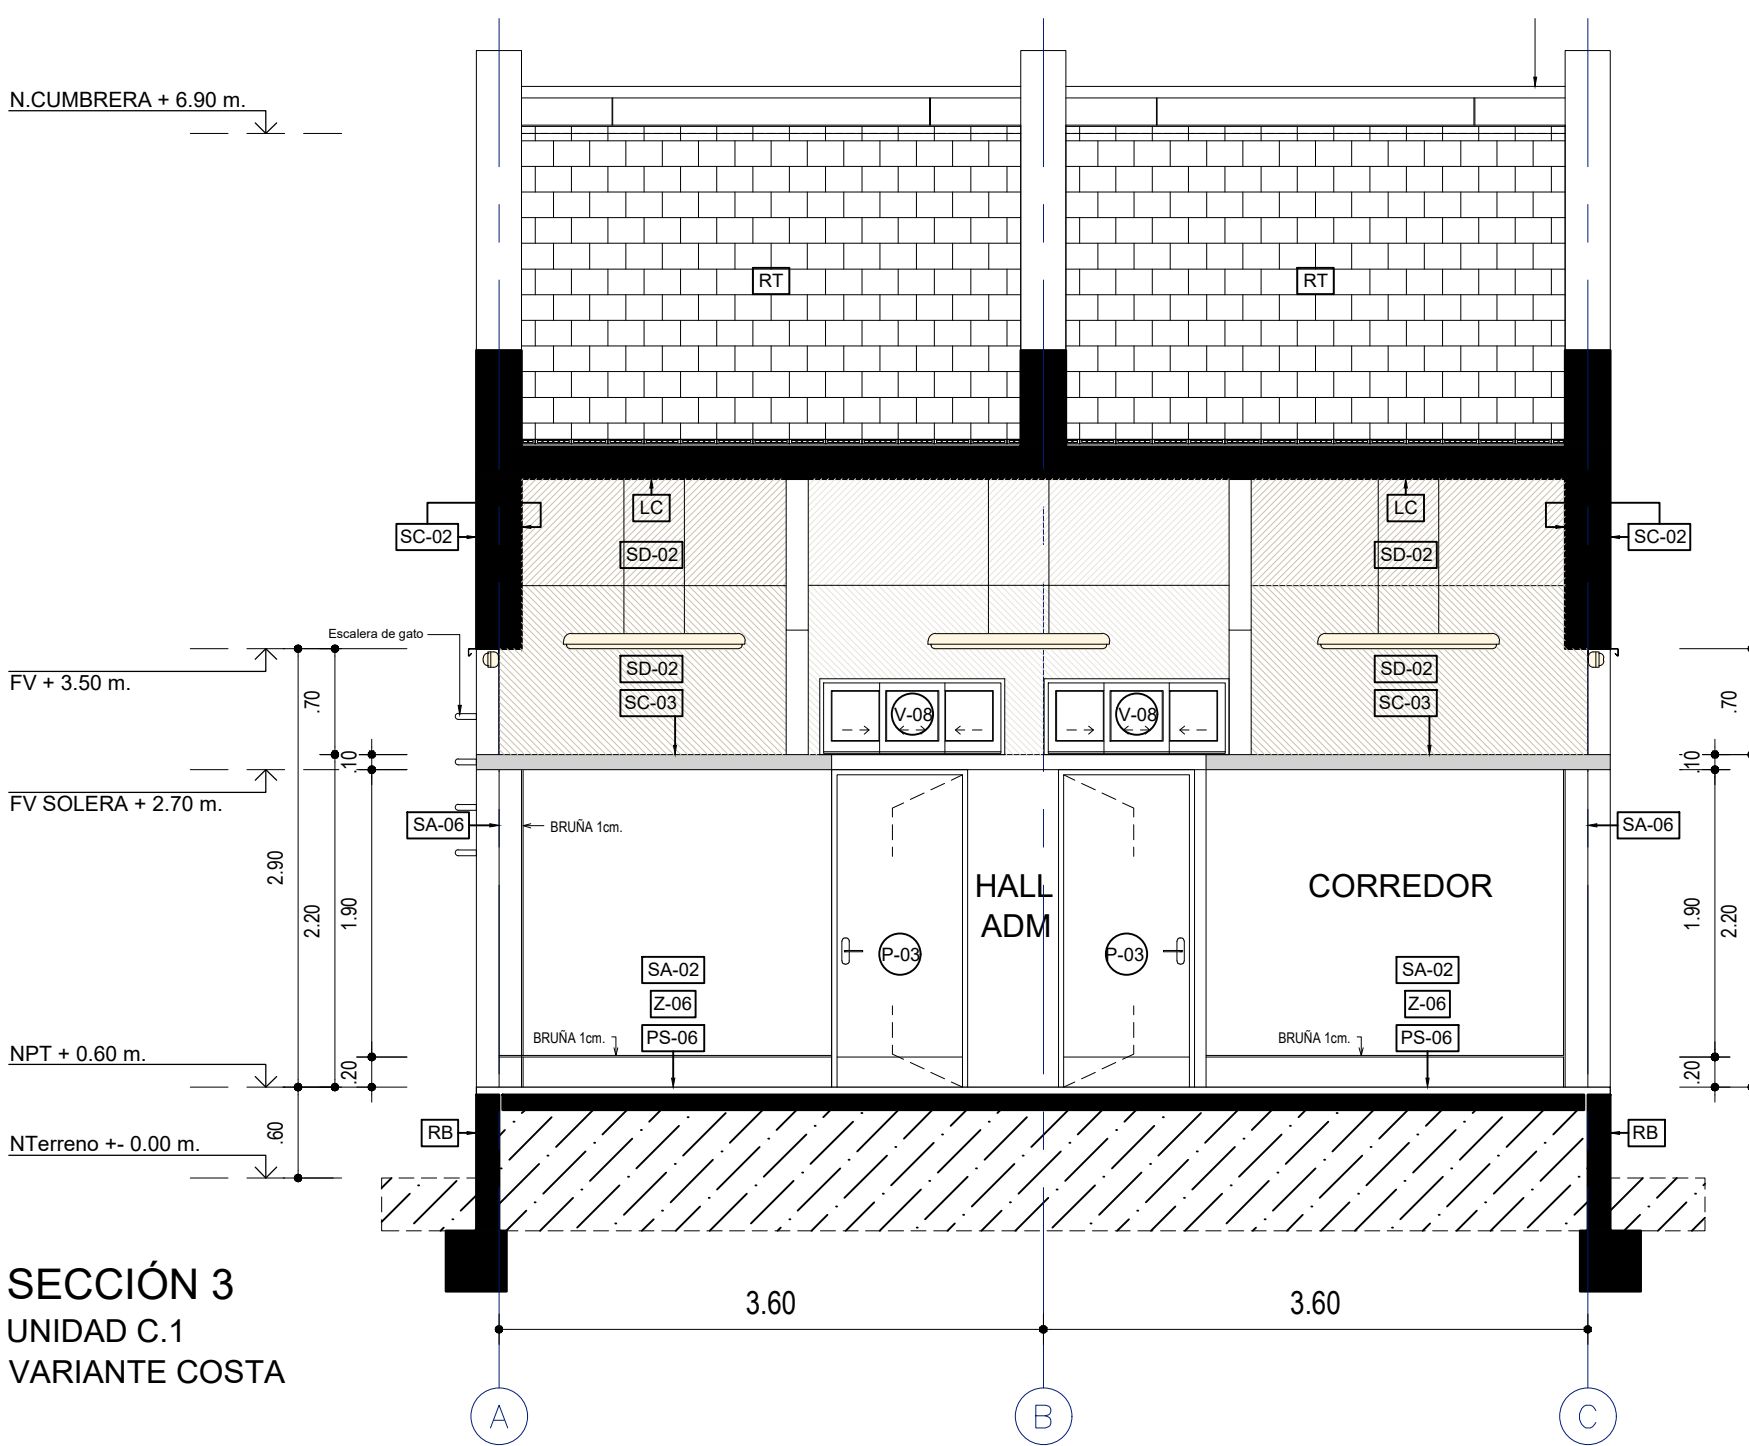 N.CUMBRERA + 6.90 m.
RT
RT
LC
LC
SC-02
SC-02
SD-02
SD-02
Escalera de gato
FV + 3.50 m.
.70
SD-02
SD-02
.70
SC-03
V-08
V-08
SC-03
.10
.10
FV SOLERA + 2.70 m.
SA-06
BRUÑA 1cm.
SA-06
2.90
2.20
1.90
HALL
ADM
CORREDOR
1.90
2.20
P-03
P-03
SA-02
SA-02
Z-06
Z-06
BRUÑA 1cm.
PS-06
BRUÑA 1cm.
PS-06
NPT + 0.60 m.
.20
.20
.60
RB
RB
NTerreno +- 0.00 m.
SECCIÓN 3
UNIDAD C.1
VARIANTE COSTA
3.60
3.60
A
B
C